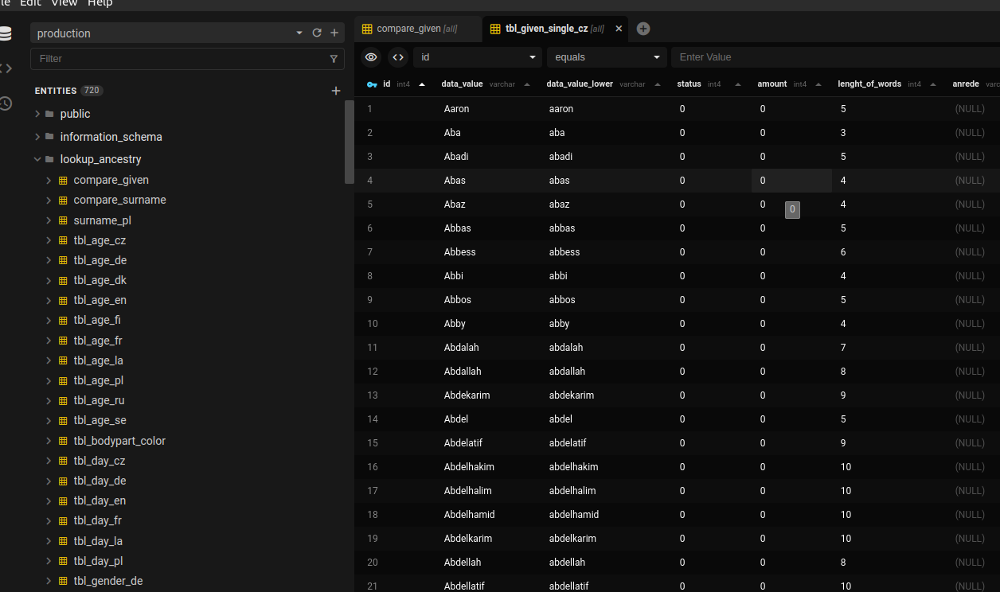 le Edit View Help
production
Filter
ENTITIES 720
public
information_schema
lookup_ancestry
compare_given
compare_surname
surname_pl
tbl_age_cz
tbl_age_de
tbl_age_dk
tbl_age_en
tbl_age_fi
tbl_age_fr
tbl_age_la
tbl_age_pl
tbl_age_ru
tbl_age_se
tbl_bodypart_color
tbl_day_cz
tbl_day_de
tbl_day_en
tbl_day_fr
tbl_day_la
tbl_day_pl
tbl_gender_de
compare_given [all] tbl_given_single_cz [all]
id equals Enter Value
id int4 data_value varchar data_value_lower varchar status int4 amount int4 lenght_of_words int4 anrede varc
1 Aaron aaron 0 0 5 (NULL)
2 Aba aba 0 0 3 (NULL)
3 Abadi abadi 0 0 5 (NULL)
4 Abas abas 0 0 4 (NULL)
5 Abaz abaz 0 0 4 (NULL)
0
6 Abbas abbas 0 0 5 (NULL)
7 Abbess abbess 0 0 6 (NULL)
8 Abbi abbi 0 0 4 (NULL)
9 Abbos abbos 0 0 5 (NULL)
10 Abby abby 0 0 4 (NULL)
11 Abdalah abdalah 0 0 7 (NULL)
12 Abdallah abdallah 0 0 8 (NULL)
13 Abdekarim abdekarim 0 0 9 (NULL)
14 Abdel abdel 0 0 5 (NULL)
15 Abdelatif abdelatif 0 0 9 (NULL)
16 Abdelhakim abdelhakim 0 0 10 (NULL)
17 Abdelhalim abdelhalim 0 0 10 (NULL)
18 Abdelhamid abdelhamid 0 0 10 (NULL)
19 Abdelkarim abdelkarim 0 0 10 (NULL)
20 Abdellah abdellah 0 0 8 (NULL)
21 Abdellatif abdellatif 0 0 10 (NULL)